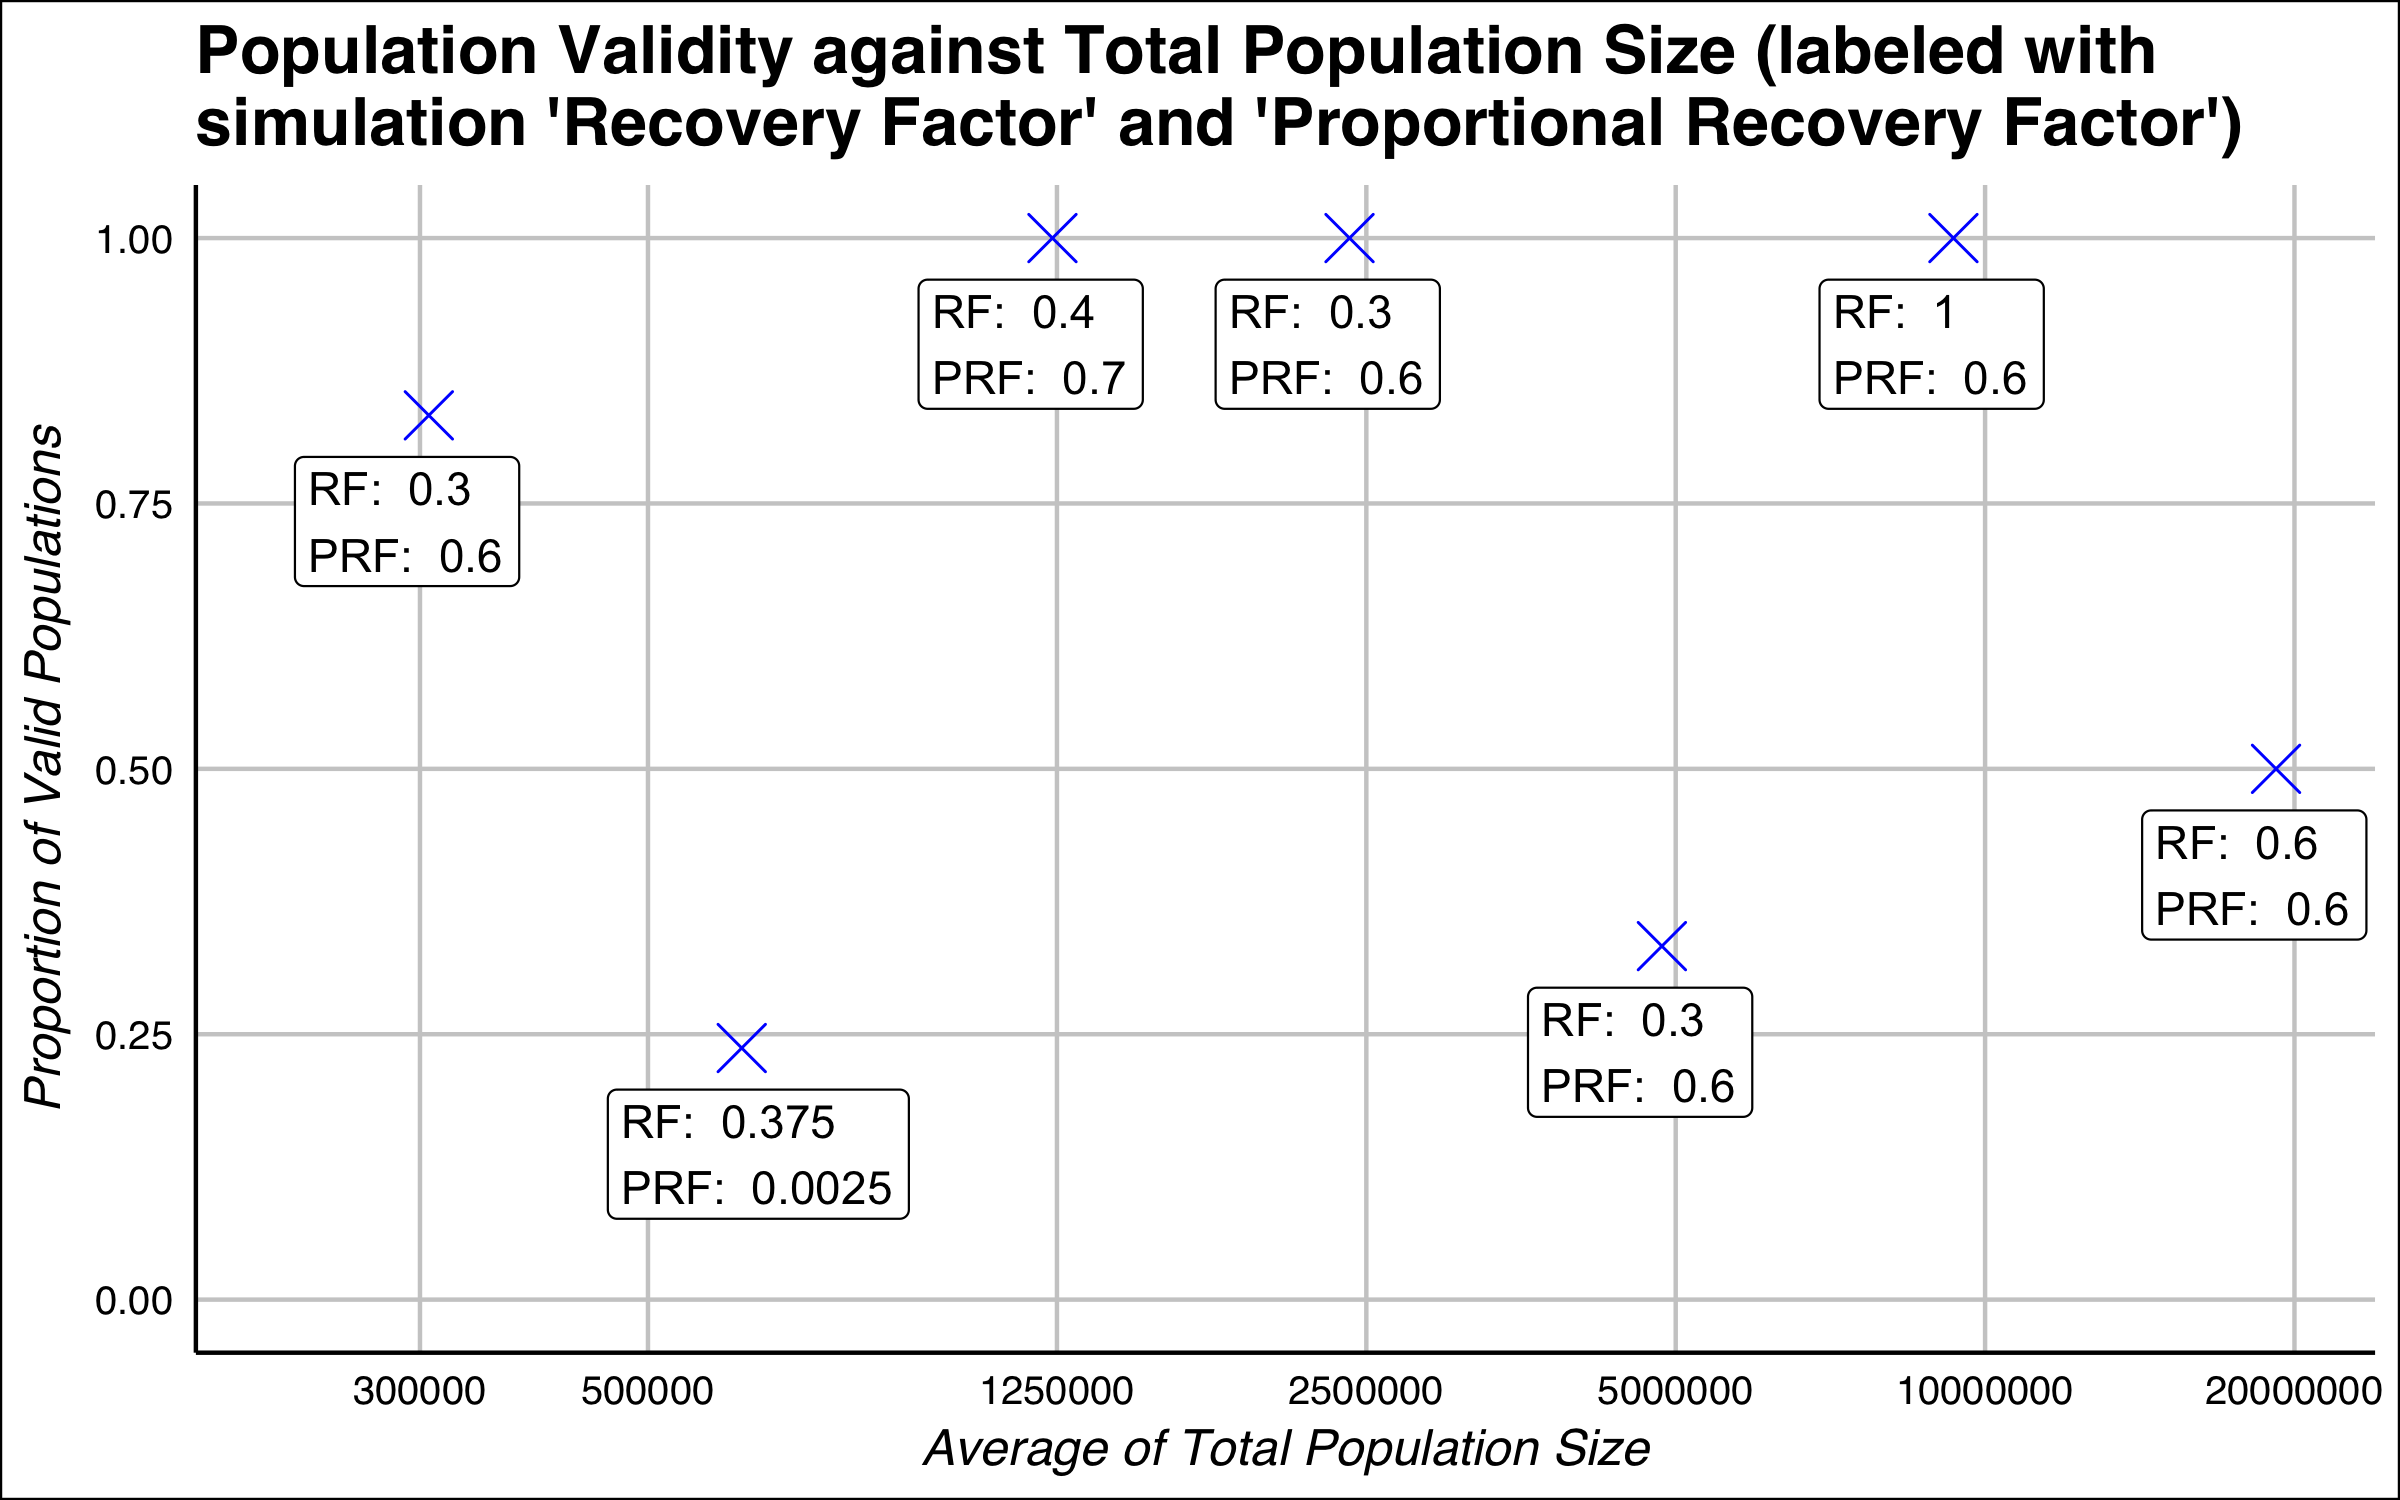 Population Validity against Total Population Size (labeled with
simulation 'Recovery Factor' and 'Proportional Recovery Factor')
Proportion of Valid Populations
1.00
0.75
0.50
0.25
0.00
RF: 0.3
PRF: 0.6
RF: 0.375
PRF: 0.0025
RF: 0.4
PRF: 0.7
RF: 0.3
PRF: 0.6
RF: 0.3
PRF: 0.6
RF: 1
PRF: 0.6
RF: 0.6
PRF: 0.6
300000 500000 1250000 2500000 5000000 10000000 20000000
Average of Total Population Size